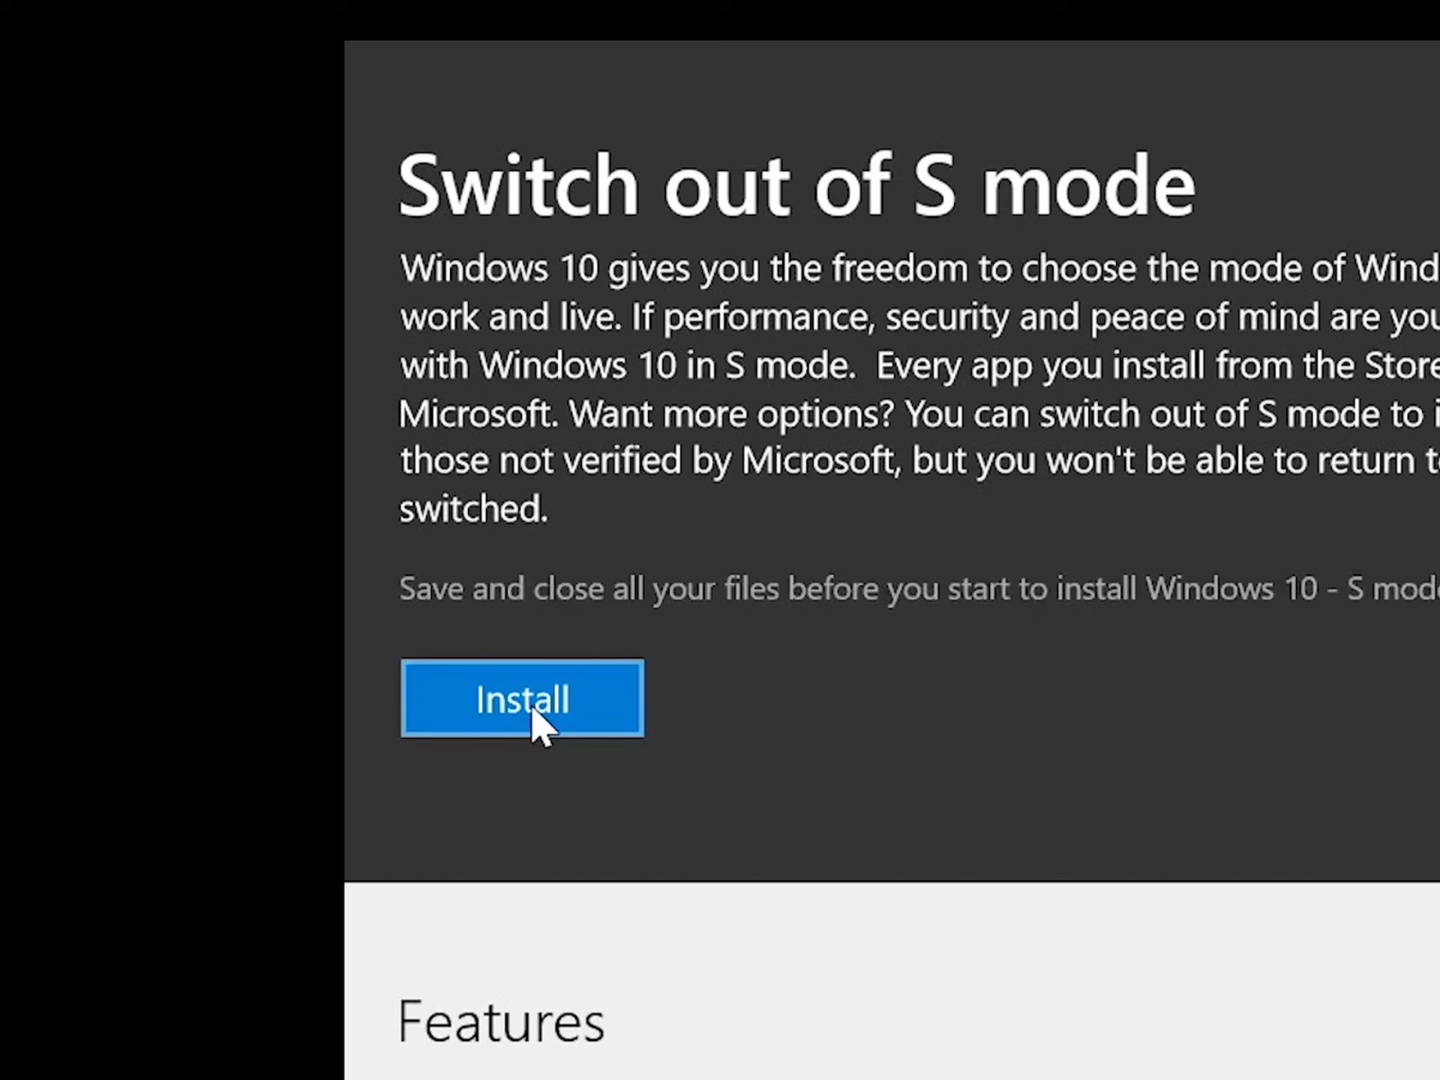 Switch out of S mode
Windows 10 gives you the freedom to choose the mode of
work and live. If performance, security and peace of mind are
with Windows 10 in S mode.  Every app you install from the Store
Microsoft. Want more options? You can switch out of S mode to
those not verified by Microsoft, but you won't be able to return
switched.
Save and close all your files before you start to install Windows 10 - S
Install
Features